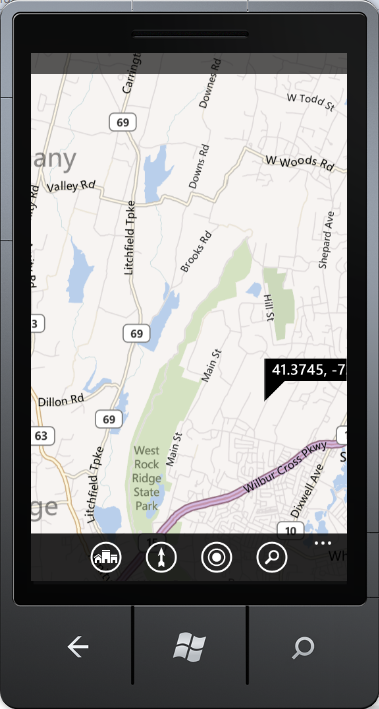 Carring
Downes Rd
W Todd St
69
any
W Woods Rd
Downs Rd
Valley Rd
Litchfield Tpke
Brooks Rd
Shepard Ave
Hill St
3
69
Main St
41.3745, -7
Dillon Rd
69
63
Main St
West
Rock
Ridge
State
Park
Wilbur Cross Pkwy
Litchfield Tpke
Dixwell Ave
ge
10